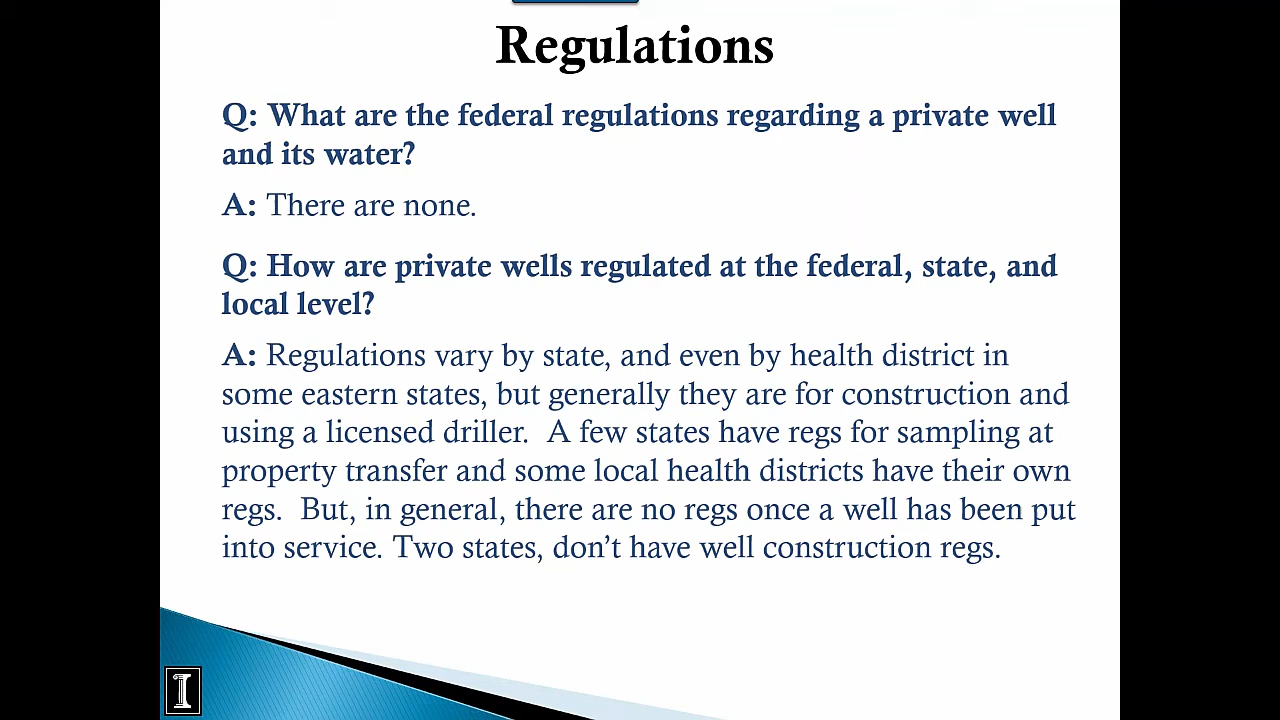 Regulations
Q: What are the federal regulations regarding a private well
and its water?
A: There are none.
Q: How are private wells regulated at the federal, state, and
local level?
A: Regulations vary by state, and even by health district in
some eastern states, but generally they are for construction and
using a licensed driller.  A few states have regs for sampling at
property transfer and some local health districts have their own
regs.  But, in general, there are no regs once a well has been put
into service. Two states, don’t have well construction regs.
I